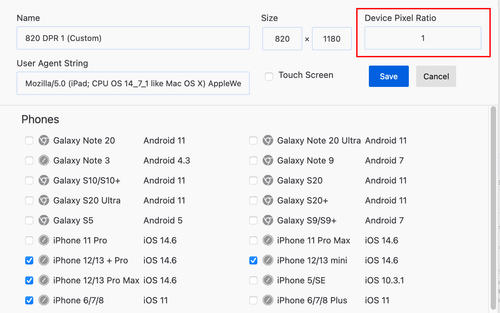 Name Size Device Pixel Ratio
820 DPR 1 (Custom) 820 × 1180 1
User Agent String
Mozilla/5.0 (iPad; CPU OS 14_7_1 like Mac OS X) AppleWe Touch Screen Save Cancel
Phones
Galaxy Note 20 Android 11 Galaxy Note 20 Ultra Android 11
Galaxy Note 3 Android 4.3 Galaxy Note 9 Android 7
Galaxy S10/S10+ Android 11 Galaxy S20 Android 11
Galaxy S20 Ultra Android 11 Galaxy S20+ Android 11
Galaxy S5 Android 5 Galaxy S9/S9+ Android 7
iPhone 11 Pro iOS 14.6 iPhone 11 Pro Max iOS 14.6
iPhone 12/13 + Pro iOS 14.6 iPhone 12/13 mini iOS 14.6
iPhone 12/13 Pro Max iOS 14.6 iPhone 5/SE iOS 10.3.1
iPhone 6/7/8 iOS 11 iPhone 6/7/8 Plus iOS 11